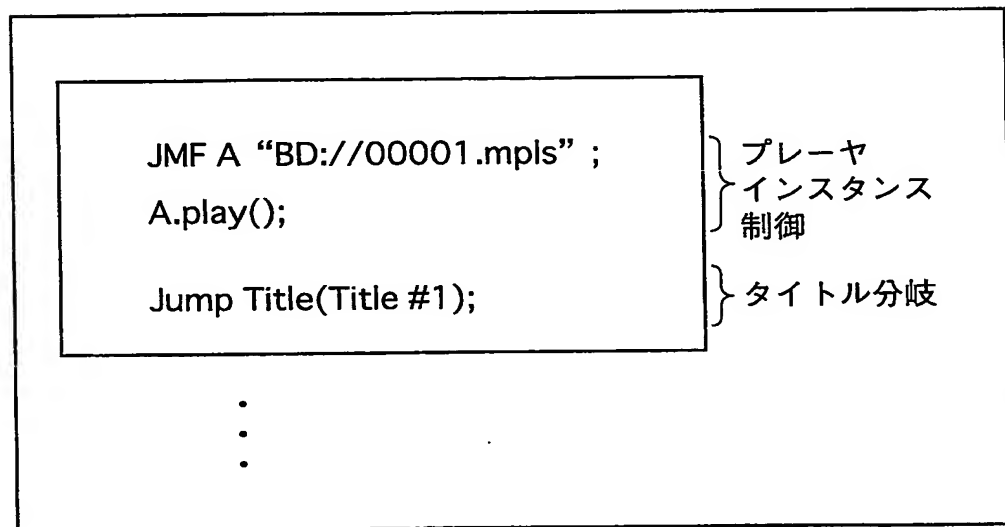 JMF A “BD://00001.mpls” ;
A.play();
プレーヤ
インスタンス
制御
Jump Title(Title #1);
タイトル分岐